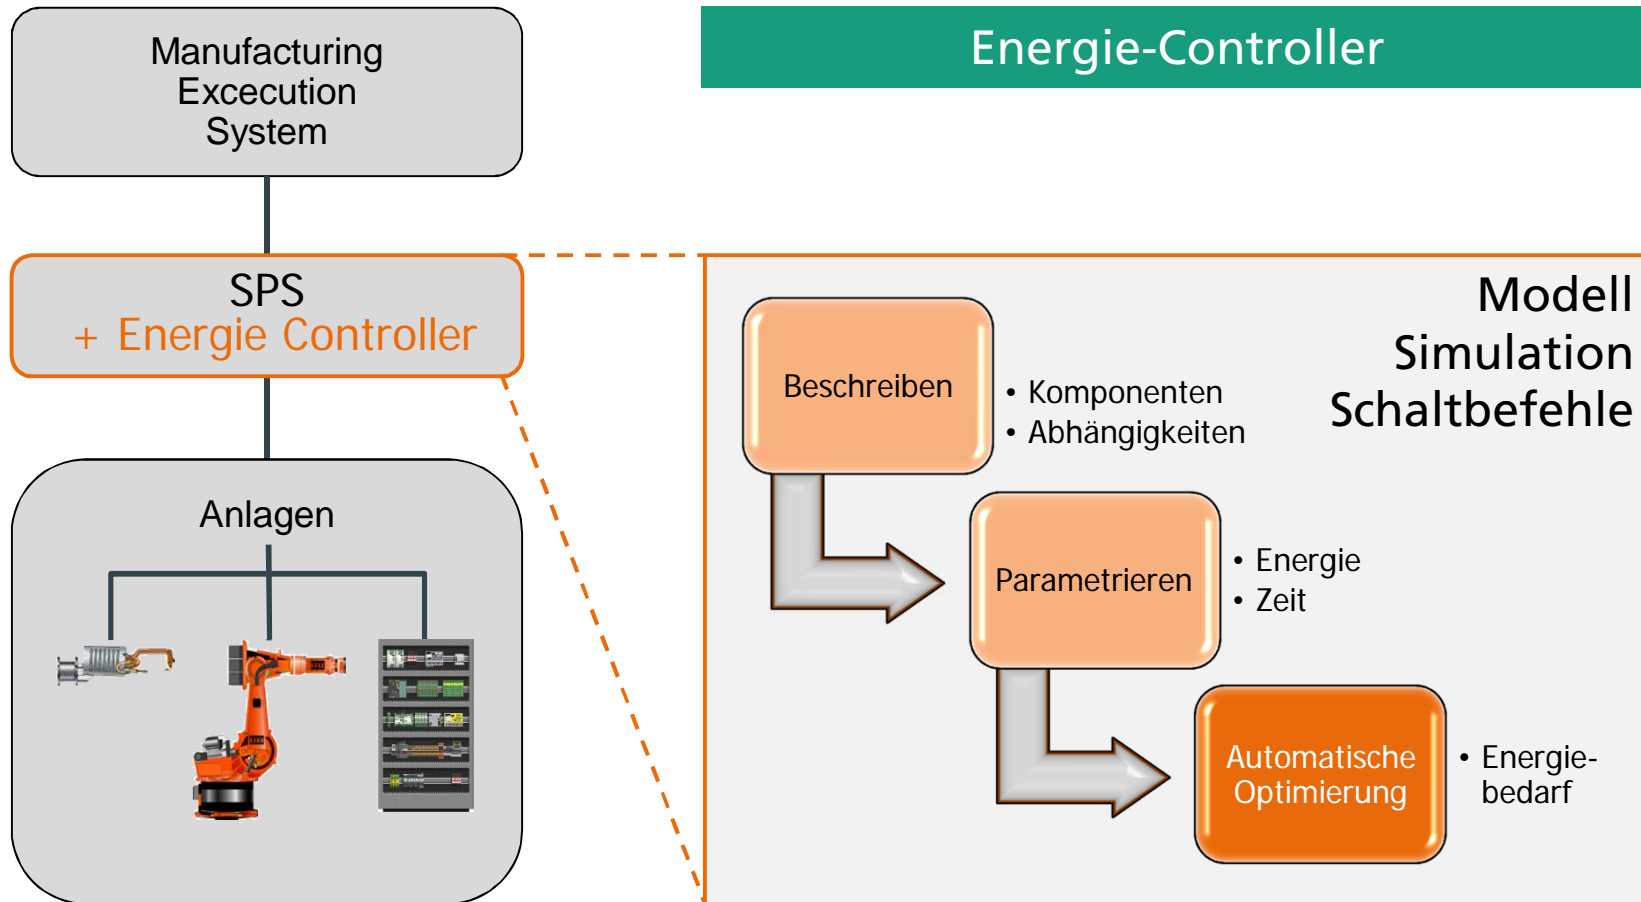 Manufacturing
Excecution
System
SPS
+ Energie Controller
Anlagen
Energie-Controller
Modell
Simulation
Schaltbefehle
Beschreiben
• Komponenten
• Abhängigkeiten
Parametrieren
• Energie
• Zeit
Automatische
Optimierung
• Energie-
bedarf